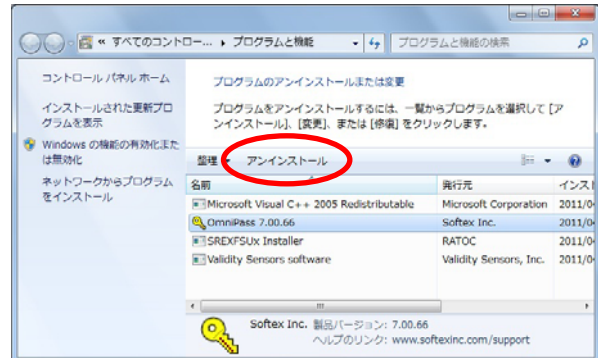 « すべてのコントロー... ▸ プログラムと機能
プログラムと機能の検索
コントロール パネル ホーム
インストールされた更新プロ
グラムを表示
Windows の機能の有効化また
は無効化
ネットワークからプログラム
をインストール
プログラムのアンインストールまたは変更
プログラムをアンインストールするには、一覧からプログラムを選択して [ア
ンインストール]、[変更]、または [修復] をクリックします。
整理 アンインストール
名前 発行元 インスト
Microsoft Visual C++ 2005 Redistributable Microsoft Corporation 2011/0
OmniPass 7.00.66 Softex Inc. 2011/0
SREXFSUx Installer RATOC 2011/0
Validity Sensors software Validity Sensors, Inc. 2011/0
Softex Inc. 製品バージョン: 7.00.66
ヘルプのリンク: www.softexinc.com/support